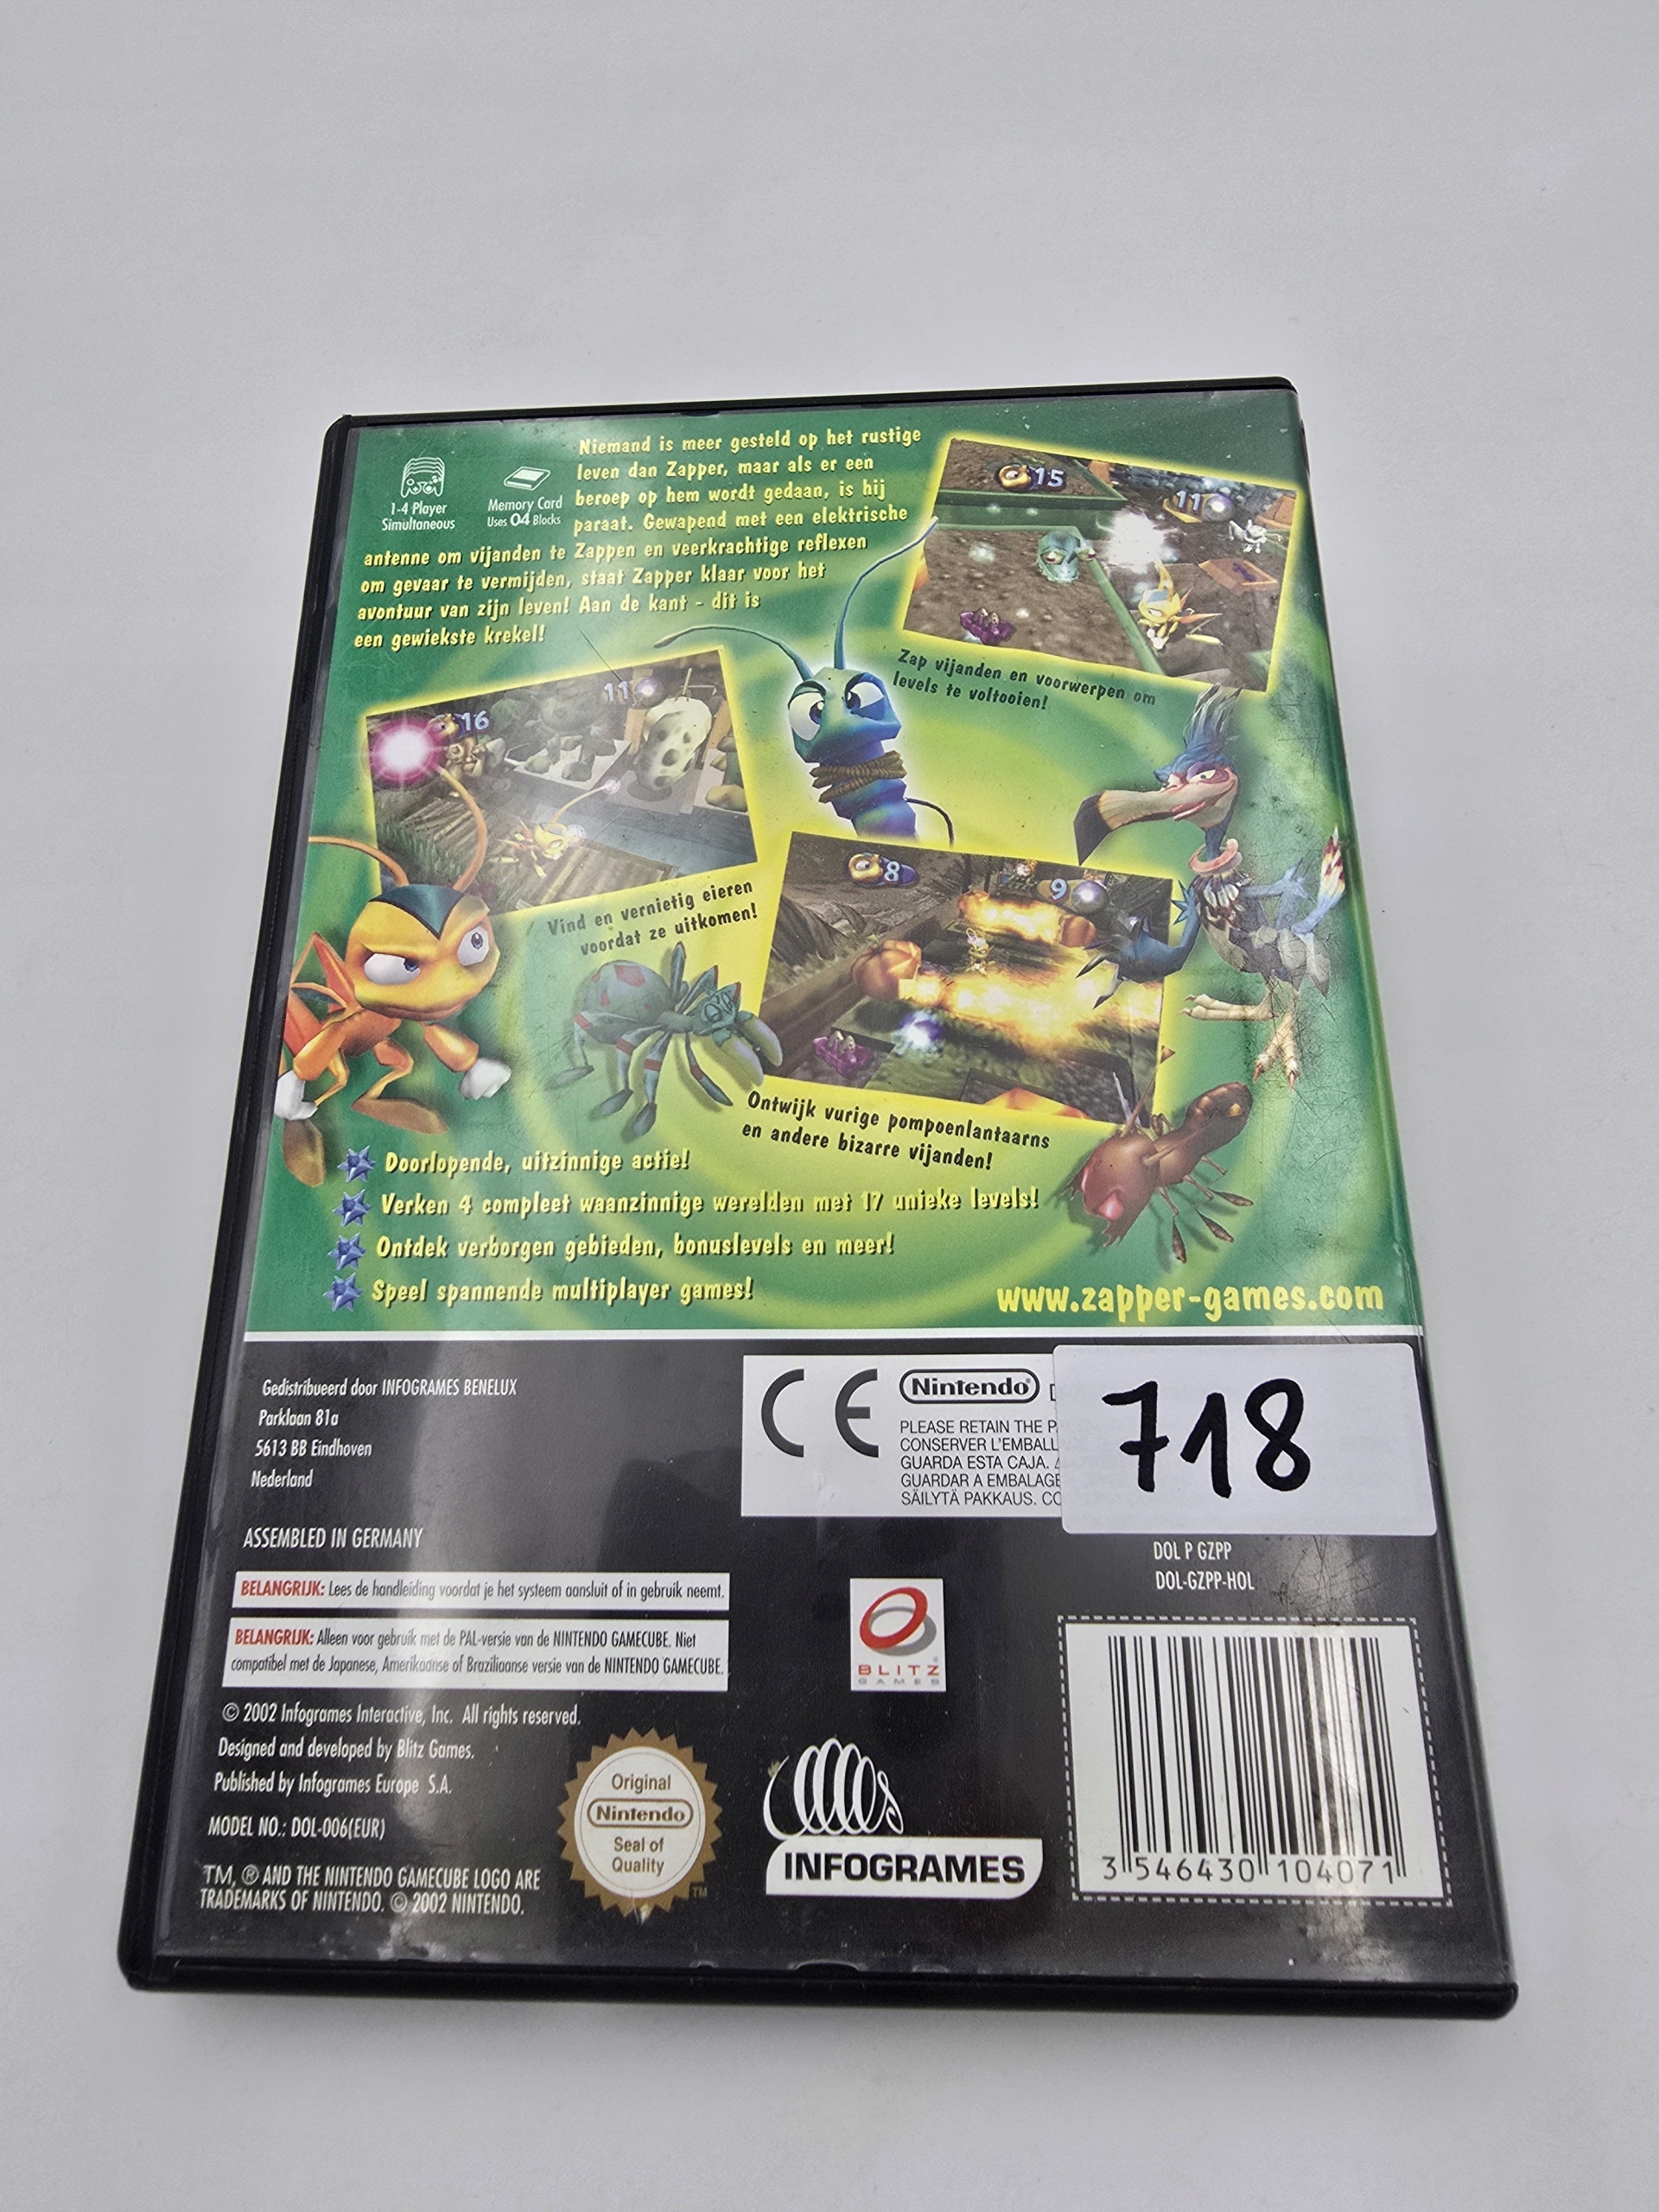 1-4 Player
Simultaneous
Memory Card
Uses 04 Blocks
Niemand is meer gesteld op het rustige
leven dan Zapper, maar als er een
beroep op hem wordt gedaan, is hij
paraat. Gewapend met een elektrische
antenne om vijanden te Zappen en veerkrachtige reflexen
om gevaar te vermijden, staat Zapper klaar voor het
avontuur van zijn leven! Aan de kant - dit is
een gewiekste krekel!
15
11
Zap vijanden en voorwerpen om
levels te voltooien!
16
11
Vind en vernietig eieren
voordat ze uitkomen!
8
9
Ontwijk vurige pompoenlantaarns
en andere bizarre vijanden!
Doorlopende, uitzinnige actie!
Verken 4 compleet waanzinnige werelden met 17 unieke levels!
Ontdek verborgen gebieden, bonuslevels en meer!
Speel spannende multiplayer games!
www.zapper-games.com
Gedistribueerd door INFOGRAMES BENELUX
Parklaan 81a
5613 BB Eindhoven
Nederland
ASSEMBLED IN GERMANY
CE
Nintendo
PLEASE RETAIN THE P
CONSERVER L'EMBALL
GUARDA ESTA CAJA.
GUARDAR A EMBALAGE
SÄILYTÄ PAKKAUS. CO
718
DOL P GZPP
DOL-GZPP-HOL
BELANGRIJK: Lees de handleiding voordat je het systeem aansluit of in gebruik neemt.
BELANGRIJK: Alleen voor gebruik met de PAL-versie van de NINTENDO GAMECUBE. Niet
compatibel met de Japanese, Amerikaanse of Braziliaanse versie van de NINTENDO GAMECUBE.
BLITZ
GAMES
© 2002 Infogrames Interactive, Inc. All rights reserved.
Designed and developed by Blitz Games.
Published by Infogrames Europe S.A.
MODEL NO.: DOL-006(EUR)
TM, ® AND THE NINTENDO GAMECUBE LOGO ARE
TRADEMARKS OF NINTENDO. © 2002 NINTENDO.
Original
Nintendo
Seal of
Quality
TM
INFOGRAMES
3 546430 104071